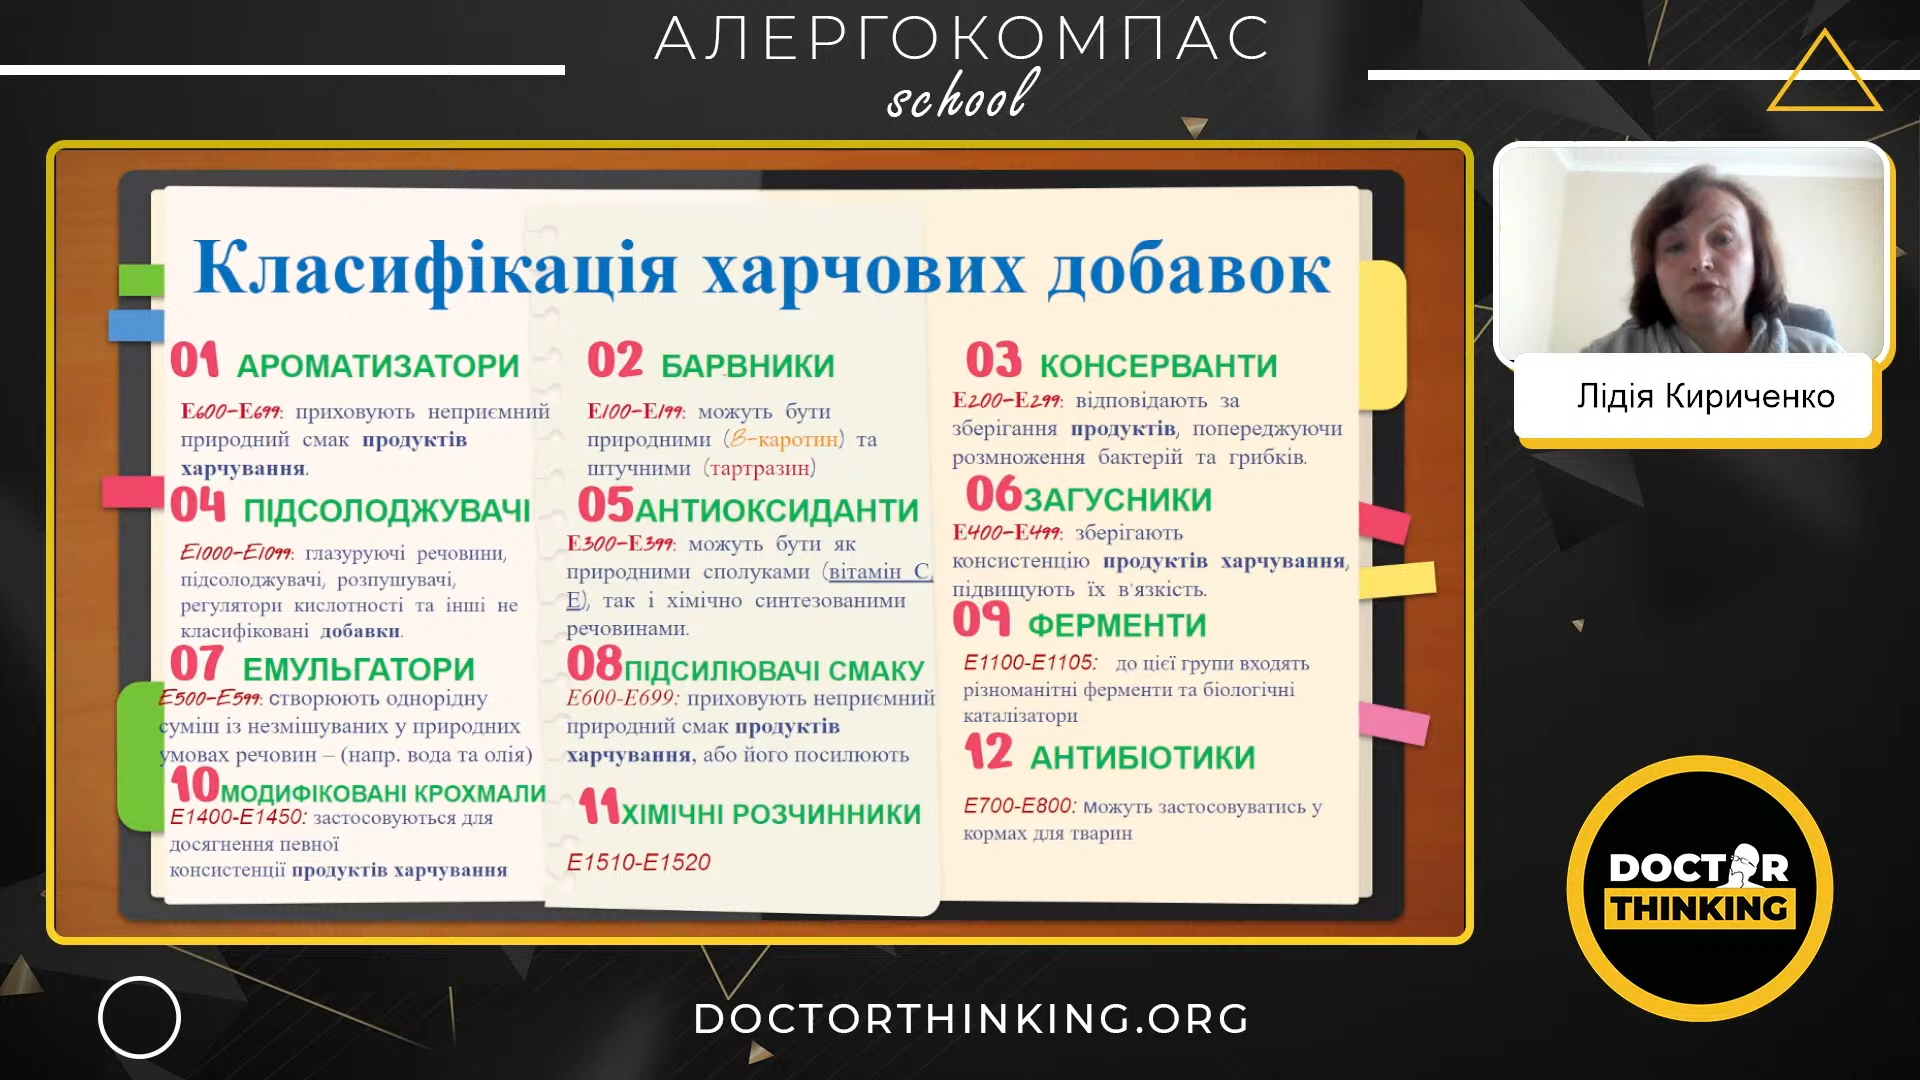 АЛЕРГОКОМПАС
school
Класифікація харчових добавок
01 АРОМАТИЗАТОРИ
Е600-Е699: приховують неприємний
природний смак продуктів
харчування.
02 БАРВНИКИ
Е100-Е199: можуть бути
природними (В-каротин) та
штучними (тартразин)
03 КОНСЕРВАНТИ
Е200-Е299: відповідають за
зберігання продуктів, попереджуючи
розмноження бактерій та грибків.
04 ПІДСОЛОДЖУВАЧІ
Е1000-Е1099: глазуруючі речовини,
підсолоджувачі, розпушувачі,
регулятори кислотності та інші не
класифіковані добавки.
05АНТИОКСИДАНТИ
Е300-Е399: можуть бути як
природними сполуками (вітамін С,
Е), так і хімічно синтезованими
речовинами.
06ЗАГУСНИКИ
Е400-Е499: зберігають
консистенцію продуктів харчування,
підвищують їх в'язкість.
07 ЕМУЛЬГАТОРИ
Е500-Е599: створюють однорідну
суміш із незмішуваних у природних
умовах речовин – (напр. вода та олія)
08ПІДСИЛЮВАЧІ СМАКУ
Е600-Е699: приховують неприємний
природний смак продуктів
харчування, або його посилюють
09 ФЕРМЕНТИ
Е1100-Е1105: до цієї групи входять
різноманітні ферменти та біологічні
каталізатори
10МОДИФІКОВАНІ КРОХМАЛИ
Е1400-Е1450: застосовуються для
досягнення певної
консистенції продуктів харчування
11ХІМІЧНІ РОЗЧИННИКИ
Е1510-Е1520
12 АНТИБІОТИКИ
Е700-Е800: можуть застосовуватись у
кормах для тварин
Лідія Кириченко
DOCTOR
THINKING
DOCTORTHINKING.ORG